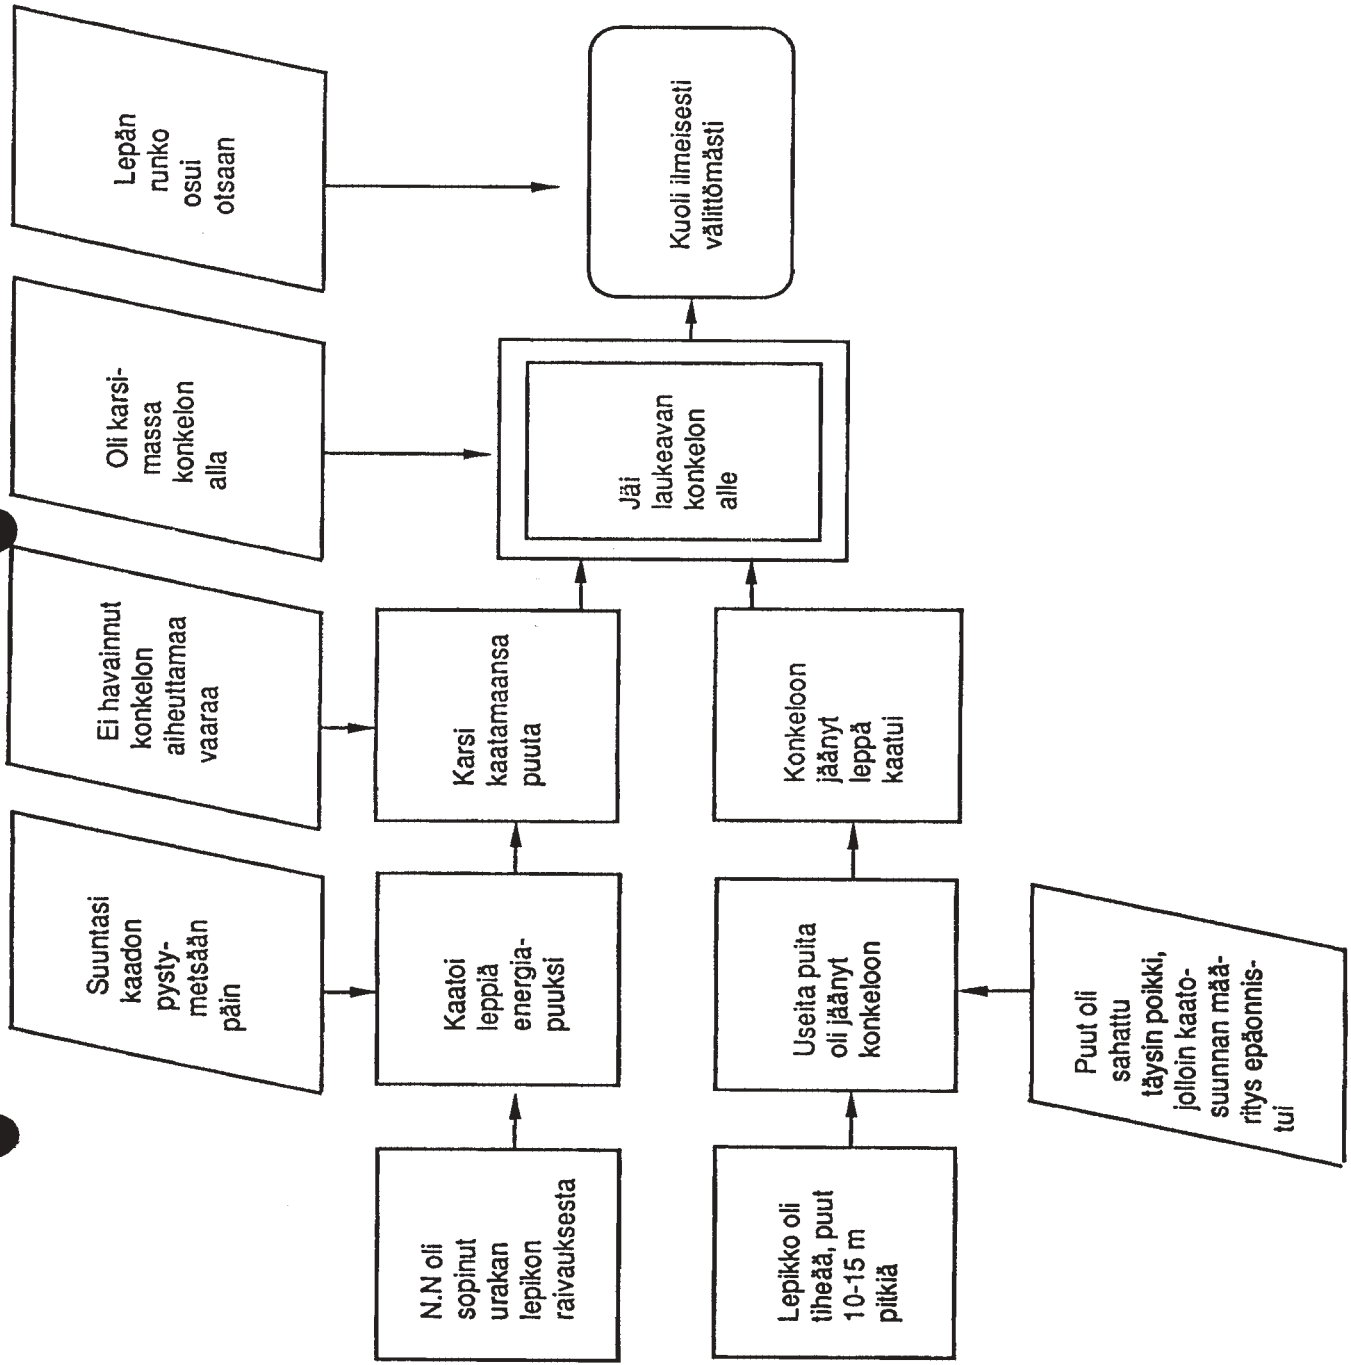 Suuntasi
kaadon
pysty-
metsään
päin
Ei havainnut
konkelon
aiheuttamaa
vaaraa
Oli karsi-
massa
konkelon
alla
Lepän
runko
osui
otsaan
N.N oli
sopinut
urakan
lepikon
raivauksesta
Kaatoi
leppiä
energia-
puuksi
Karsi
kaatamaansa
puuta
Jäi
laukeavan
konkelon
alle
Kuoli ilmeisesti
välittömästi
Lepikko oli
tiheää, puut
10-15 m
pitkiä
Useita puita
oli jäänyt
konkeloon
Konkeloon
jäänyt
leppä
kaatui
Puut oli
sahattu
täysin poikki,
jolloin kaato-
suunnan mää-
ritys epäonnis-
tui